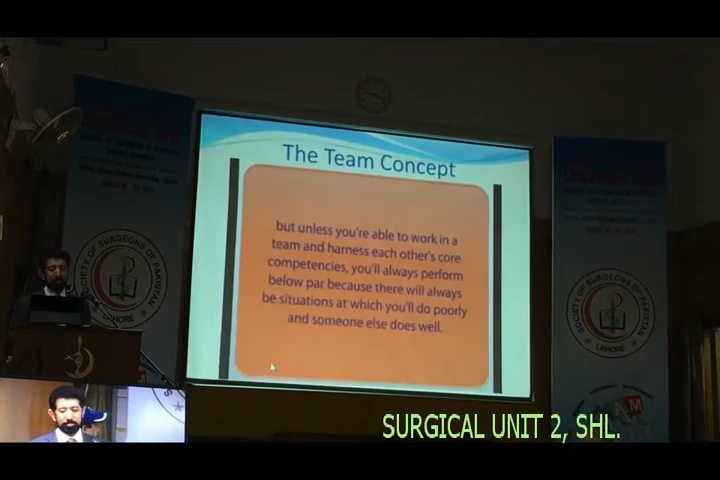 The Team Concept
but unless you're able to work in a
team and harness each other's core
competencies, you'll always perform
below par because there will always
be situations at which you'll do poorly
and someone else does well.
SOCIETY OF SURGEONS OF PAKISTAN
LAHORE
SOCIETY OF SURGEONS OF PAKISTAN
LAHORE
SURGICAL UNIT 2, SHL.